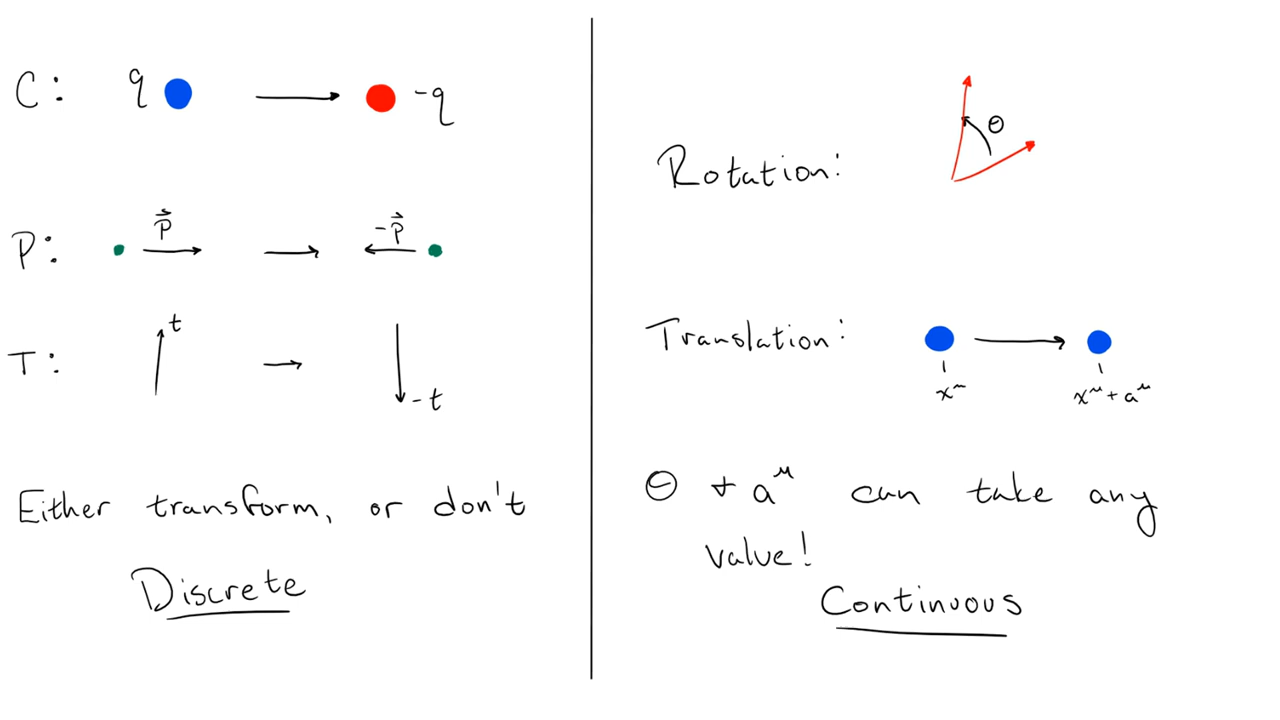 C: q → -q
P: p⃗ → -p⃗
T: t → -t
Either transform, or don't
Discrete
Rotation: θ
Translation: →
x^μ x^μ + a^μ
θ + a^μ can take any
value!
Continuous